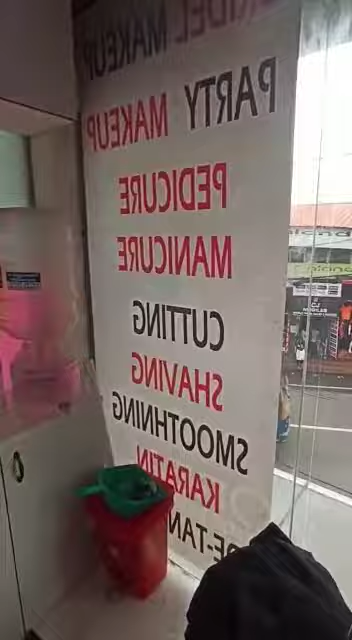 BRIDEL MAKEUP
PARTY MAKEUP
PEDICURE
MANICURE
CUTTING
SHAVING
SMOOTHNING
KARATIN
DE-TAN